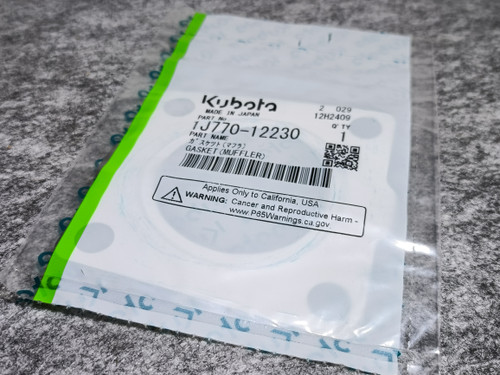 Kubota 2 029
MADE IN JAPAN 12H2409
PART No. Q'TY
1J770-12230 1
PART NAME
ガスケツト(マフラ)
GASKET(MUFFLER)
Applies Only to California, USA
WARNING: Cancer and Reproductive Harm -
www.P65Warnings.ca.gov